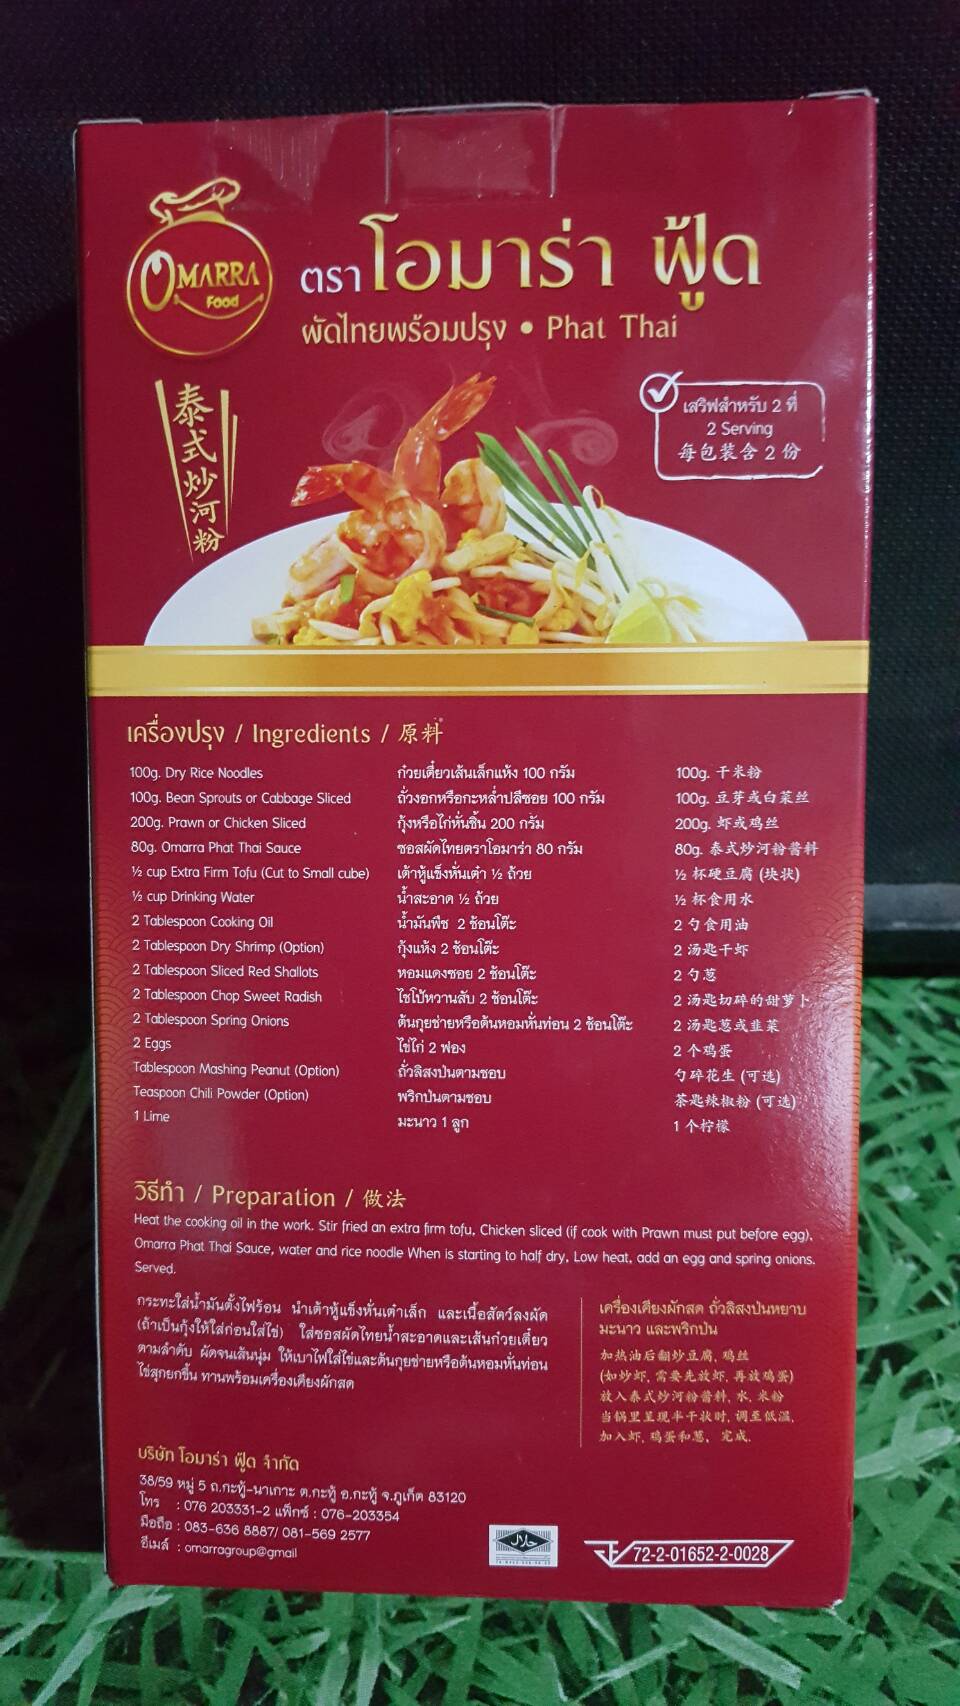 OMARRA
Food
ตราโอมาร่า ฟู้ด
ผัดไทยพร้อมปรุง • Phat Thai
泰式炒河粉
เสริฟสำหรับ 2 ที่
2 Serving
每包装含 2 份
เครื่องปรุง / Ingredients / 原料
100g. Dry Rice Noodles ก๋วยเตี๋ยวเส้นเล็กแห้ง 100 กรัม 100g. 干米粉
100g. Bean Sprouts or Cabbage Sliced ถั่วงอกหรือกะหล่ำปลีซอย 100 กรัม 100g. 豆芽或白菜丝
200g. Prawn or Chicken Sliced กุ้งหรือไก่หั่นชิ้น 200 กรัม 200g. 虾或鸡丝
80g. Omarra Phat Thai Sauce ซอสผัดไทยตราโอมาร่า 80 กรัม 80g. 泰式炒河粉酱料
½ cup Extra Firm Tofu (Cut to Small cube) เต้าหู้แข็งหั่นเต๋า ½ ถ้วย ½ 杯硬豆腐 (块状)
½ cup Drinking Water น้ำสะอาด ½ ถ้วย ½ 杯食用水
2 Tablespoon Cooking Oil น้ำมันพืช 2 ช้อนโต๊ะ 2 勺食用油
2 Tablespoon Dry Shrimp (Option) กุ้งแห้ง 2 ช้อนโต๊ะ 2 汤匙干虾
2 Tablespoon Sliced Red Shallots หอมแดงซอย 2 ช้อนโต๊ะ 2 勺葱
2 Tablespoon Chop Sweet Radish ไชโป้หวานสับ 2 ช้อนโต๊ะ 2 汤匙切碎的甜萝卜
2 Tablespoon Spring Onions ต้นกุยช่ายหรือต้นหอมหั่นท่อน 2 ช้อนโต๊ะ 2 汤匙葱或韭菜
2 Eggs ไข่ไก่ 2 ฟอง 2 个鸡蛋
Tablespoon Mashing Peanut (Option) ถั่วลิสงป่นตามชอบ 勺碎花生 (可选)
Teaspoon Chili Powder (Option) พริกป่นตามชอบ 茶匙辣椒粉 (可选)
1 Lime มะนาว 1 ลูก 1 个柠檬
วิธีทำ / Preparation / 做法
Heat the cooking oil in the work. Stir fried an extra firm tofu, Chicken sliced (if cook with Prawn must put before egg),
Omarra Phat Thai Sauce, water and rice noodle When is starting to half dry, Low heat, add an egg and spring onions.
Served.
กระทะใส่น้ำมันตั้งไฟร้อน นำเต้าหู้แข็งหั่นเต๋าเล็ก และเนื้อสัตว์ลงผัด
(ถ้าเป็นกุ้งให้ใส่ก่อนใส่ไข่) ใส่ซอสผัดไทยน้ำสะอาดและเส้นก๋วยเตี๋ยว
ตามลำดับ ผัดจนเส้นนุ่ม ให้เบาไฟใส่ไข่และต้นกุยช่ายหรือต้นหอมหั่นท่อน
ไข่สุกยกขึ้น ทานพร้อมเครื่องเคียงผักสด
เครื่องเคียงผักสด ถั่วลิสงป่นหยาบ
มะนาว และพริกป่น
加热油后翻炒豆腐, 鸡丝
(如炒虾, 需要先放虾, 再放鸡蛋)
放入泰式炒河粉酱料, 水, 米粉
当锅里呈现半干状时, 调至低温,
加入虾, 鸡蛋和葱, 完成.
บริษัท โอมาร่า ฟู้ด จำกัด
38/59 หมู่ 5 ถ.กะทู้-นาเกาะ ต.กะทู้ อ.กะทู้ จ.ภูเก็ต 83120
โทร : 076 203331-2 แฟ็กซ์ : 076-203354
มือถือ : 083-636 8887/ 081-569 2577
อีเมล์ : omarragroup@gmail
حلال
72-2-01652-2-0028